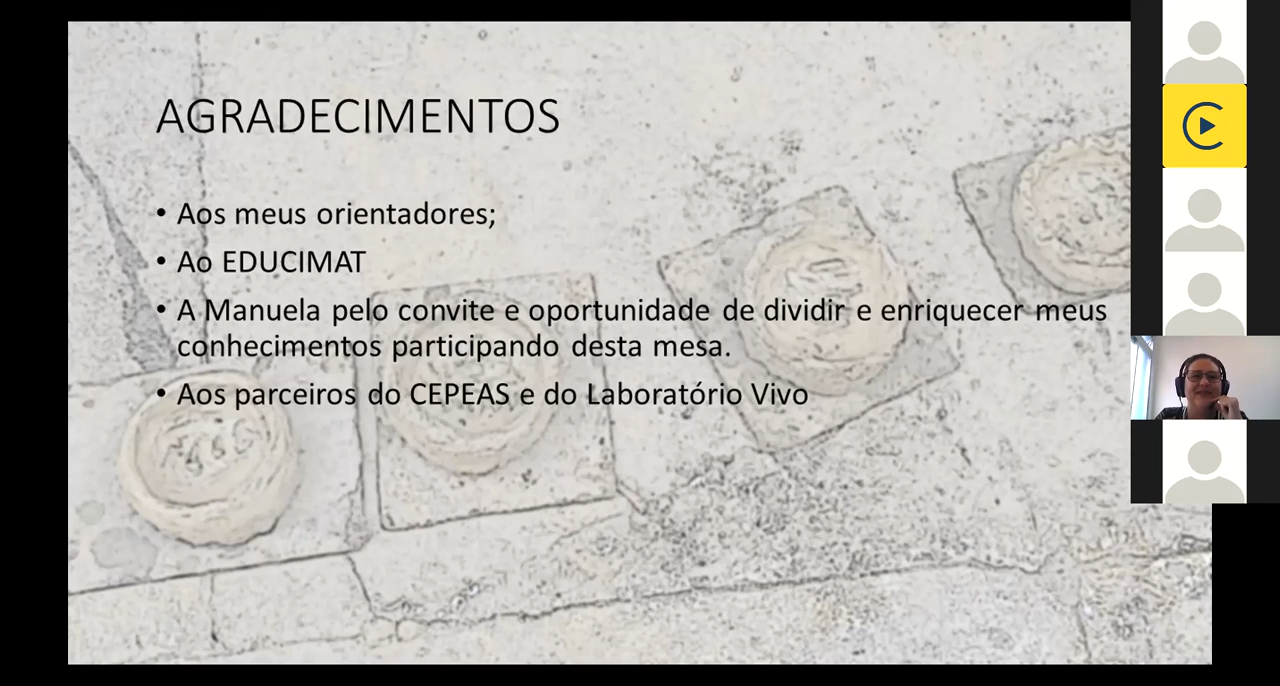 AGRADECIMENTOS
• Aos meus orientadores;
• Ao EDUCIMAT
• A Manuela pelo convite e oportunidade de dividir e enriquecer meus
conhecimentos participando desta mesa.
• Aos parceiros do CEPEAS e do Laboratório Vivo